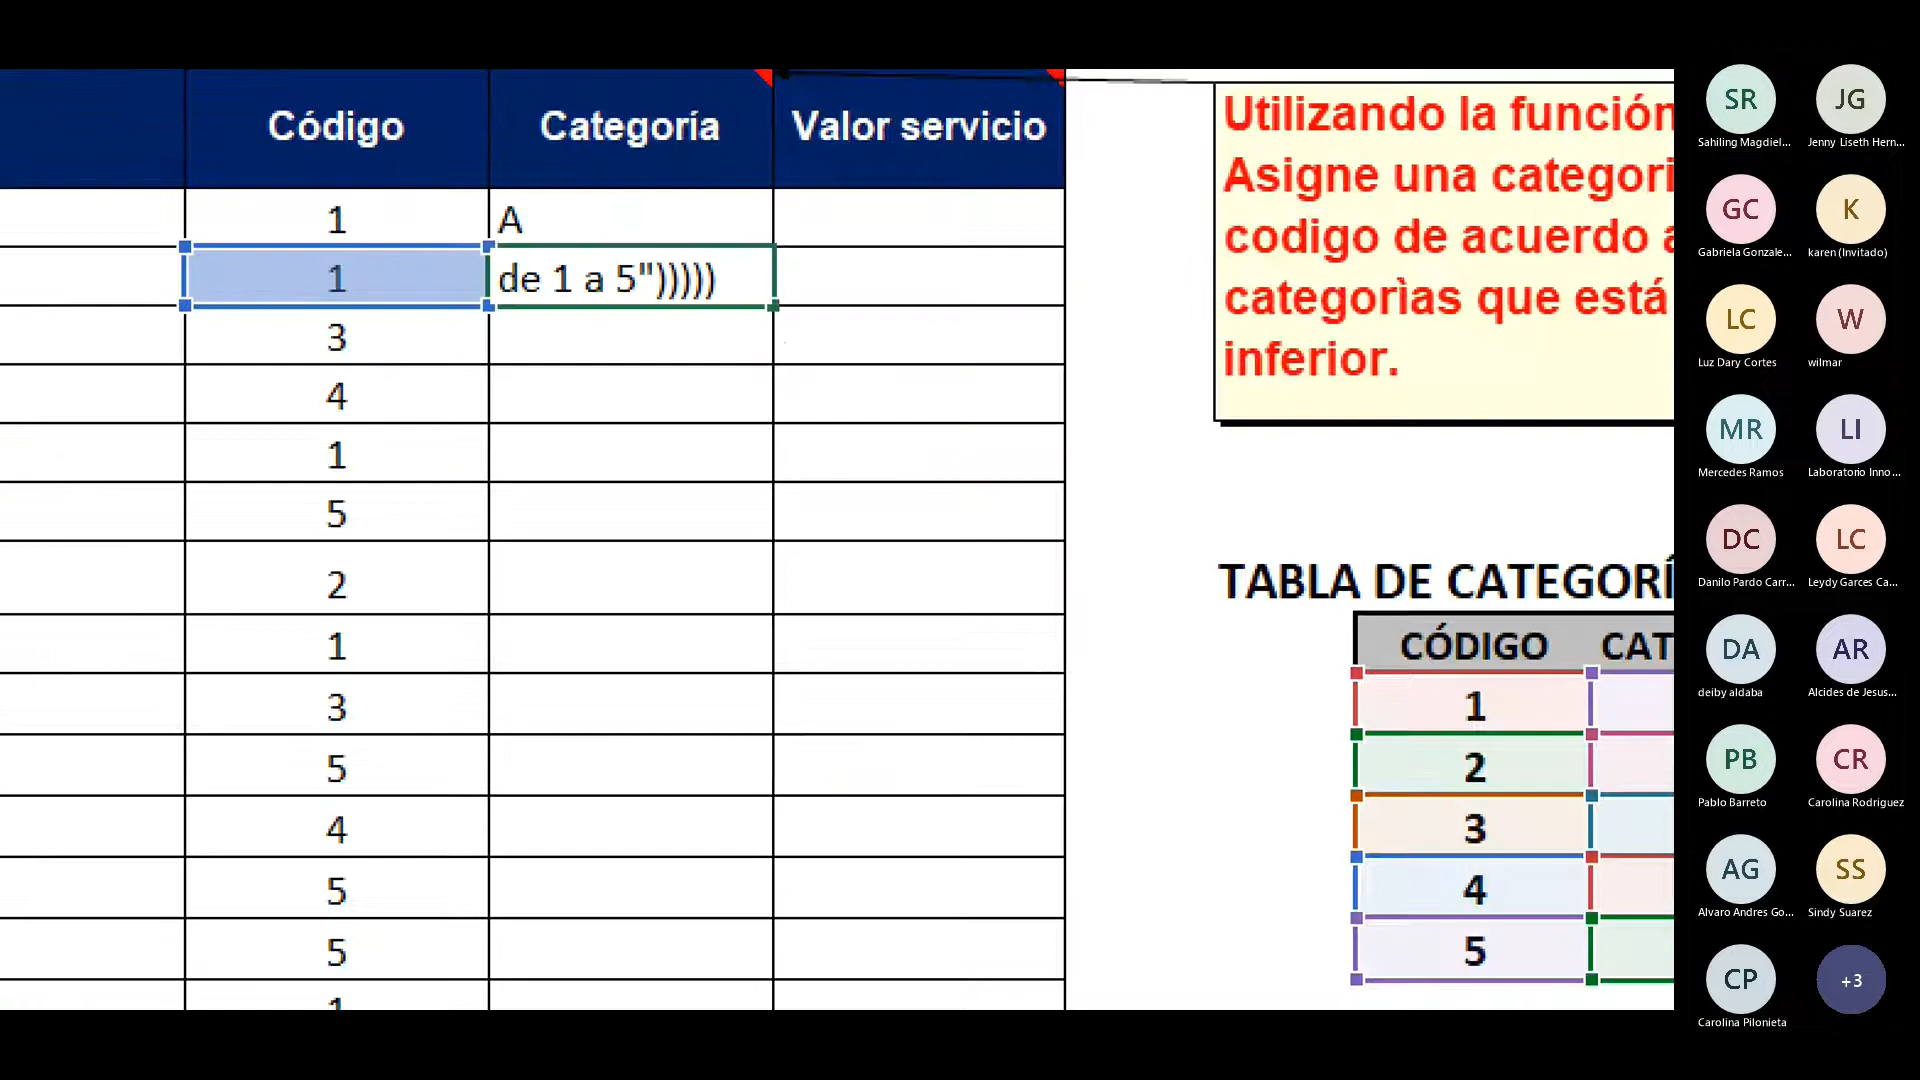 Código Categoría Valor servicio
1 A
1 de 1 a 5")))))
3
4
1
5
2
1
3
5
4
5
5
1
Utilizando la función
Asigne una categori
codigo de acuerdo a
categorìas que está
inferior.
TABLA DE CATEGORÍ
CÓDIGO CAT
1
2
3
4
5
SR JG
Sahiling Magdiel... Jenny Liseth Hern...
GC K
Gabriela Gonzale... karen (Invitado)
LC W
Luz Dary Cortes wilmar
MR LI
Mercedes Ramos Laboratorio Inno...
DC LC
Danilo Pardo Carr... Leydy Garces Ca...
DA AR
deiby aldaba Alcides de Jesus...
PB CR
Pablo Barreto Carolina Rodriguez
AG SS
Alvaro Andres Go... Sindy Suarez
CP +3
Carolina Pilonieta